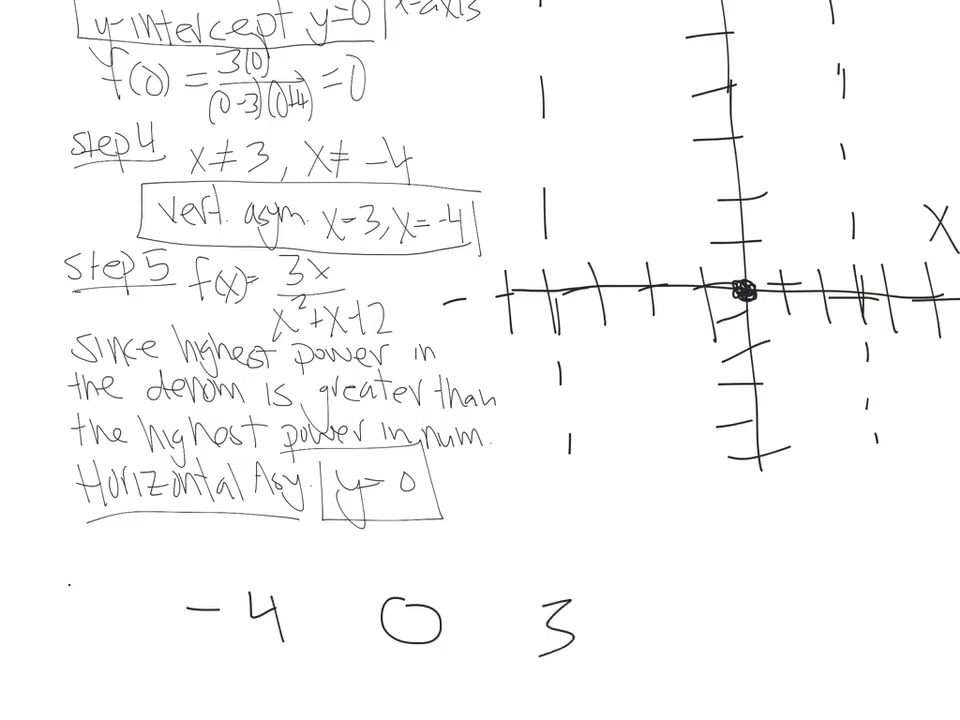 y-intercept y=0 x-axis
f(0) = 3(0)/(0-3)(0+4) = 0
step 4 x ≠ 3, x ≠ -4
vert. asym. x=3, x=-4
step 5 f(x) = 3x/x²+x-12
since highest power in
the denom is greater than
the highest power in num.
Horizontal Asy. y=0
X
-4 0 3